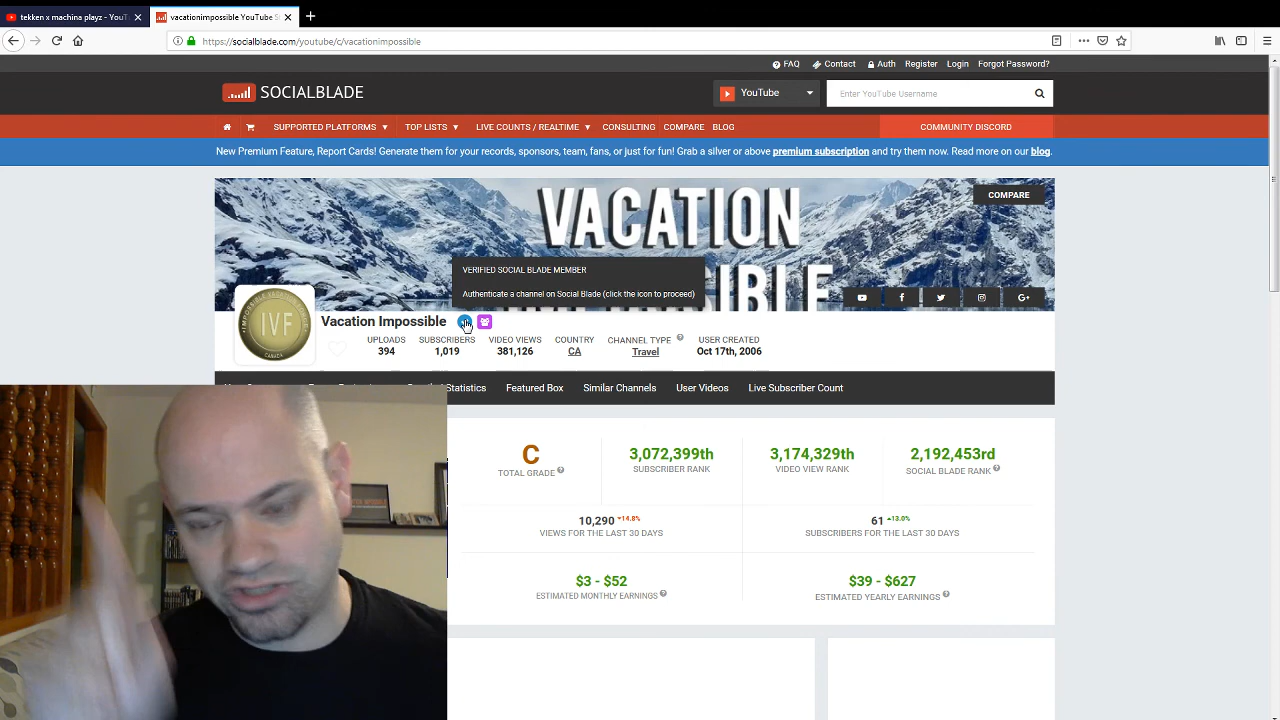 tekken x machina playz - YouT
vacationimpossible YouTube S
https://socialblade.com/youtube/c/vacationimpossible
FAQ Contact Auth Register Login Forgot Password?
SOCIALBLADE
YouTube
Enter YouTube Username
SUPPORTED PLATFORMS TOP LISTS LIVE COUNTS / REALTIME CONSULTING COMPARE BLOG
COMMUNITY DISCORD
New Premium Feature, Report Cards! Generate them for your records, sponsors, team, fans, or just for fun! Grab a silver or above premium subscription and try them now. Read more on our blog.
COMPARE
VACATION
VERIFIED SOCIAL BLADE MEMBER
Authenticate a channel on Social Blade (click the icon to proceed)
IVF
CANADA
Vacation Impossible
UPLOADS SUBSCRIBERS VIDEO VIEWS COUNTRY CHANNEL TYPE USER CREATED
394 1,019 381,126 CA Travel Oct 17th, 2006
Statistics Featured Box Similar Channels User Videos Live Subscriber Count
C 3,072,399th 3,174,329th 2,192,453rd
TOTAL GRADE SUBSCRIBER RANK VIDEO VIEW RANK SOCIAL BLADE RANK
10,290 14.8% 61 13.0%
VIEWS FOR THE LAST 30 DAYS SUBSCRIBERS FOR THE LAST 30 DAYS
$3 - $52 $39 - $627
ESTIMATED MONTHLY EARNINGS ESTIMATED YEARLY EARNINGS